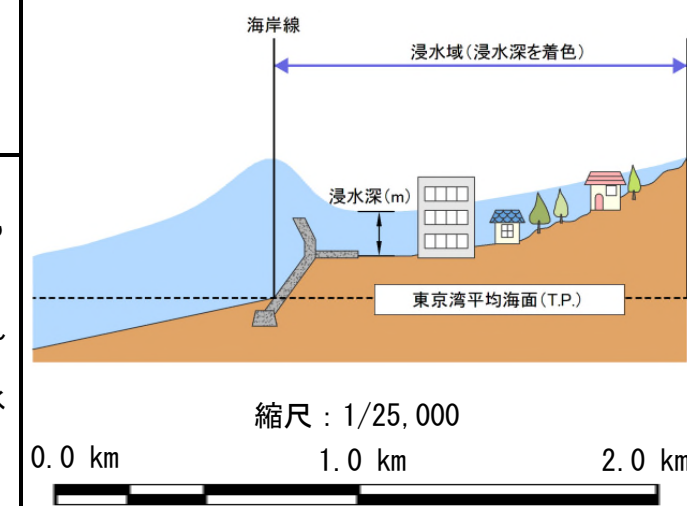 海岸線
浸水域(浸水深を着色)
浸水深(m)
東京湾平均海面(T.P.)
縮尺：1/25,000
0.0 km 1.0 km 2.0 km